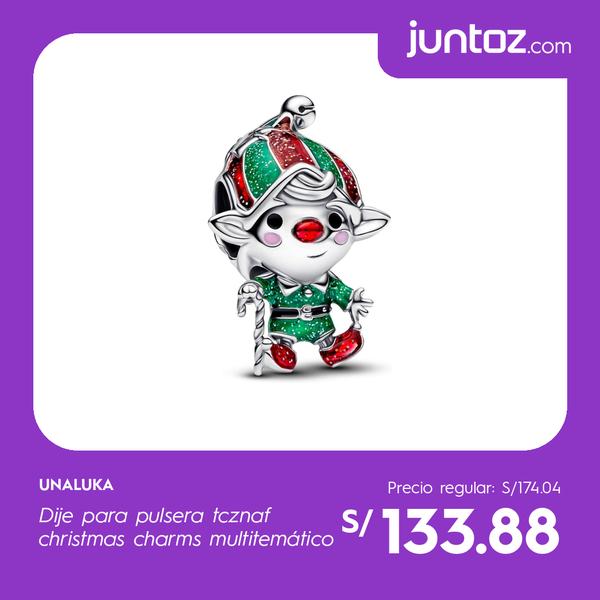 juntoz.com
UNALUKA
Dije para pulsera tcznaf
christmas charms multitemático
Precio regular: S/174.04
S/133.88